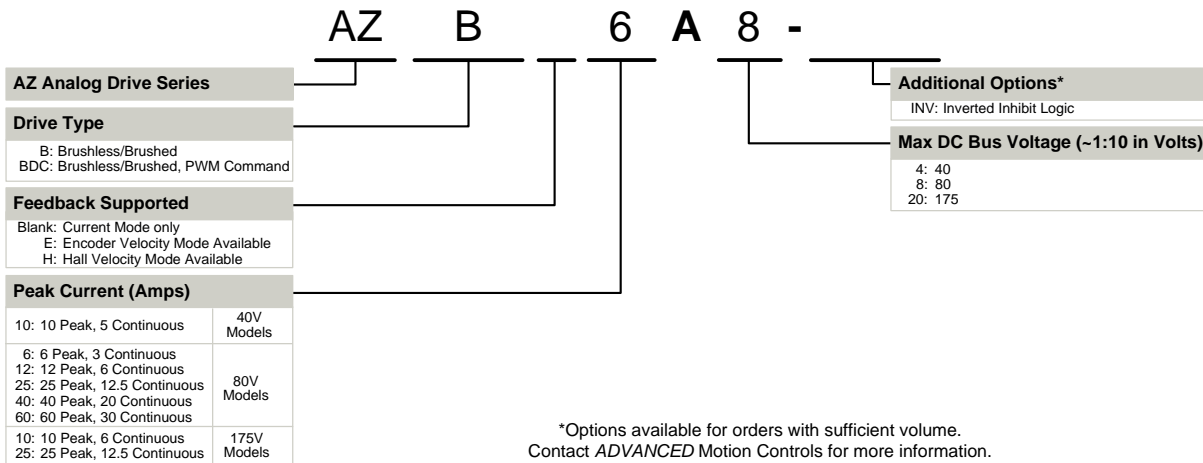 AZ B 6 A 8 -
AZ Analog Drive Series
Drive Type
B: Brushless/Brushed
BDC: Brushless/Brushed, PWM Command
Feedback Supported
Blank: Current Mode only
E: Encoder Velocity Mode Available
H: Hall Velocity Mode Available
Peak Current (Amps)
10: 10 Peak, 5 Continuous
40V
Models
6: 6 Peak, 3 Continuous
12: 12 Peak, 6 Continuous
25: 25 Peak, 12.5 Continuous
40: 40 Peak, 20 Continuous
60: 60 Peak, 30 Continuous
80V
Models
10: 10 Peak, 6 Continuous
25: 25 Peak, 12.5 Continuous
175V
Models
Additional Options*
INV: Inverted Inhibit Logic
Max DC Bus Voltage (~1:10 in Volts)
4: 40
8: 80
20: 175
*Options available for orders with sufficient volume.
Contact ADVANCED Motion Controls for more information.